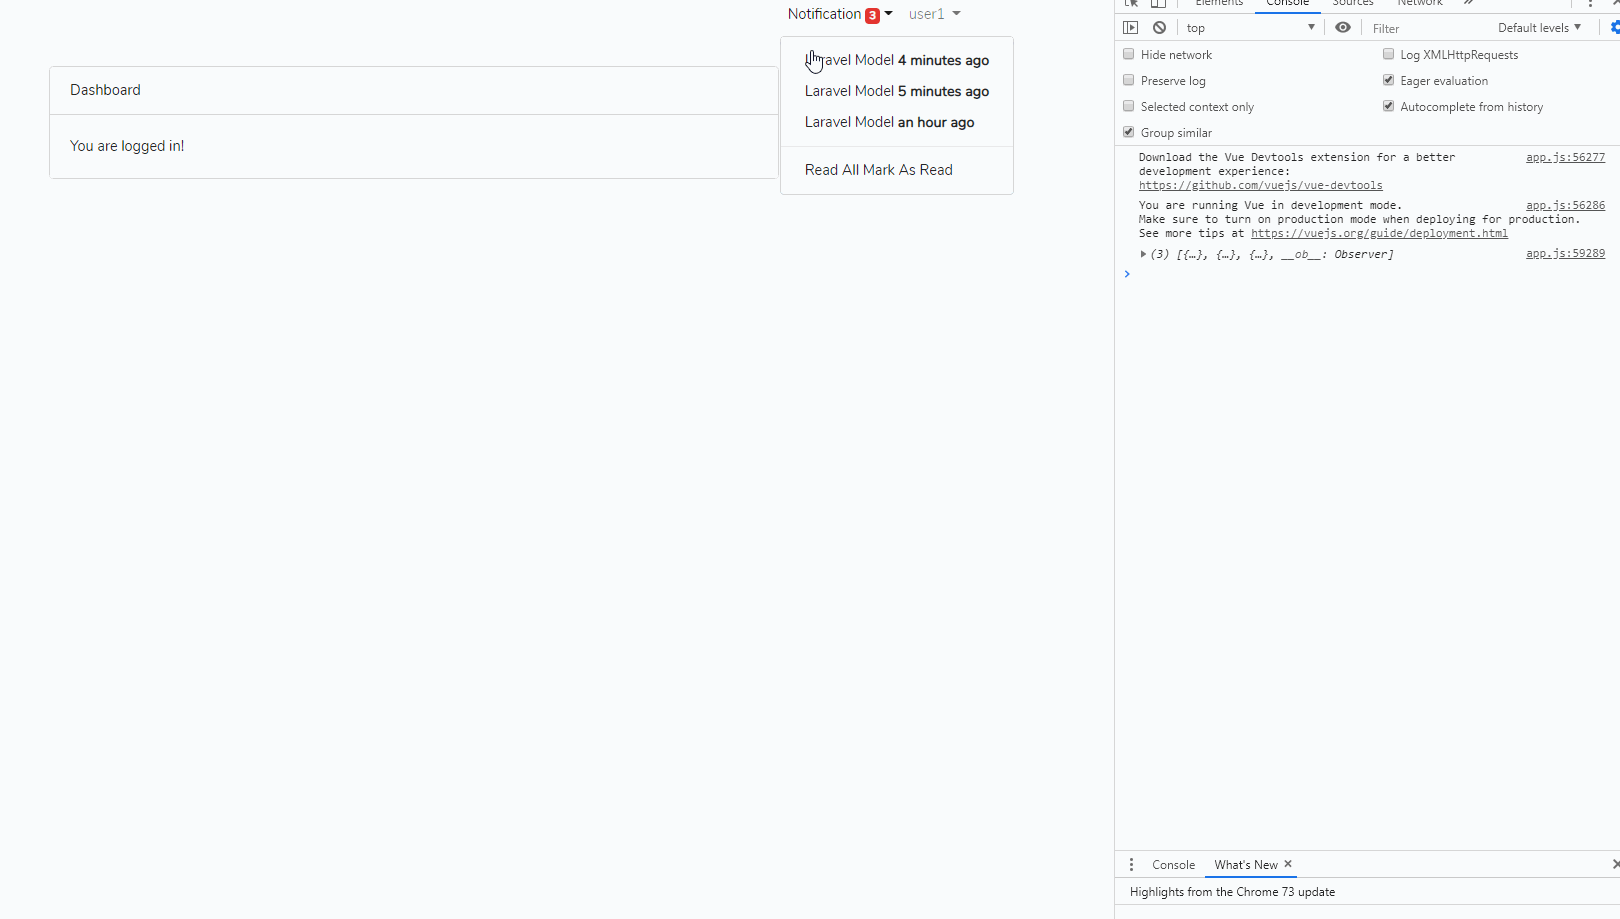 Notification 3 user1
Laravel Model 4 minutes ago
Laravel Model 5 minutes ago
Laravel Model an hour ago
Read All Mark As Read
Dashboard
You are logged in!
Elements Console Sources Network »
top Filter Default levels
Hide network Log XMLHttpRequests
Preserve log Eager evaluation
Selected context only Autocomplete from history
Group similar
Download the Vue Devtools extension for a better app.js:56277
development experience:
https://github.com/vuejs/vue-devtools
You are running Vue in development mode. app.js:56286
Make sure to turn on production mode when deploying for production.
See more tips at https://vuejs.org/guide/deployment.html
(3) [{…}, {…}, {…}, __ob__: Observer] app.js:59289
Console What's New
Highlights from the Chrome 73 update